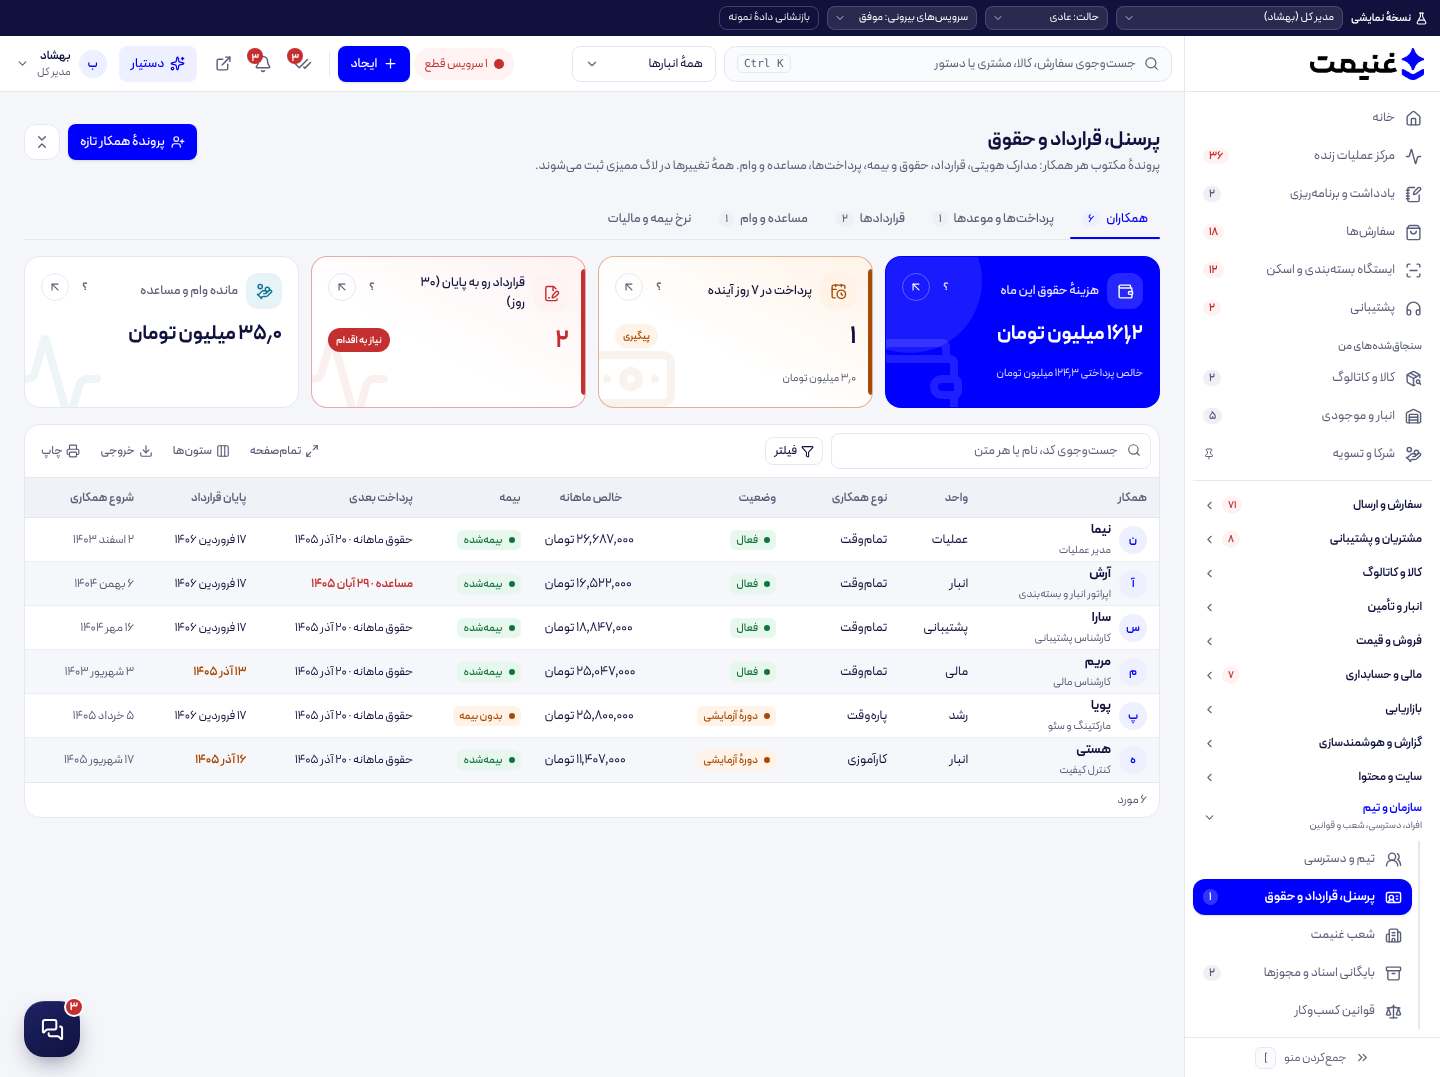 نسخهٔ نمایشی
مدیر کل (بهشاد)
حالت: عادی
سرویس‌های بیرونی: موفق
بازنشانی دادهٔ نمونه
غنیمت
جست‌وجوی سفارش، کالا، مشتری یا دستور
Ctrl K
همهٔ انبارها
۱ سرویس قطع
ایجاد
۳
۳
دستیار
ب
بهشاد
مدیر کل
خانه
مرکز عملیات زنده ۳۶
یادداشت و برنامه‌ریزی ۲
سفارش‌ها ۱۸
ایستگاه بسته‌بندی و اسکن ۱۲
پشتیبانی ۲
سنجاق‌شده‌های من
کالا و کاتالوگ ۲
انبار و موجودی ۵
شرکا و تسویه
سفارش و ارسال ۷۱
مشتریان و پشتیبانی ۸
کالا و کاتالوگ
انبار و تأمین
فروش و قیمت
مالی و حسابداری ۷
بازاریابی
گزارش و هوشمندسازی
سایت و محتوا
سازمان و تیم
افراد، دسترسی، شعب و قوانین
تیم و دسترسی
پرسنل، قرارداد و حقوق ۱
شعب غنیمت
بایگانی اسناد و مجوزها ۲
قوانین کسب‌وکار
جمع‌کردن منو [
پرسنل، قرارداد و حقوق
پروندهٔ مکتوب هر همکار: مدارک هویتی، قرارداد، حقوق و بیمه، پرداخت‌ها، مساعده و وام. همهٔ تغییرها در لاگ ممیزی ثبت می‌شوند.
پروندهٔ همکار تازه
همکاران ۶
پرداخت‌ها و موعدها ۱
قراردادها ۲
مساعده و وام ۱
نرخ بیمه و مالیات
هزینهٔ حقوق این ماه ؟
۱۶۱٫۲ میلیون تومان
خالص پرداختی ۱۲۴٫۳ میلیون تومان
پرداخت در ۷ روز آینده ؟
۱
پیگیری
۳٫۰ میلیون تومان
قرارداد رو به پایان (۳۰ روز) ؟
۲
نیاز به اقدام
مانده وام و مساعده ؟
۳۵٫۰ میلیون تومان
جست‌وجوی کد، نام یا هر متن
فیلتر
تمام‌صفحه
ستون‌ها
خروجی
چاپ
همکار واحد نوع همکاری وضعیت خالص ماهانه بیمه پرداخت بعدی پایان قرارداد شروع همکاری
ن نیما مدیر عملیات عملیات تمام‌وقت فعال ۲۶,۶۸۷,۰۰۰ تومان بیمه‌شده حقوق ماهانه · ۲۰ آذر ۱۴۰۵ ۱۷ فروردین ۱۴۰۶ ۲ اسفند ۱۴۰۳
آ آرش اپراتور انبار و بسته‌بندی انبار تمام‌وقت فعال ۱۶,۵۲۲,۰۰۰ تومان بیمه‌شده مساعده · ۲۹ آبان ۱۴۰۵ ۱۷ فروردین ۱۴۰۶ ۶ بهمن ۱۴۰۴
س سارا کارشناس پشتیبانی پشتیبانی تمام‌وقت فعال ۱۸,۸۴۷,۰۰۰ تومان بیمه‌شده حقوق ماهانه · ۲۰ آذر ۱۴۰۵ ۱۷ فروردین ۱۴۰۶ ۱۶ مهر ۱۴۰۴
م مریم کارشناس مالی مالی تمام‌وقت فعال ۲۵,۰۴۷,۰۰۰ تومان بیمه‌شده حقوق ماهانه · ۲۰ آذر ۱۴۰۵ ۱۳ آذر ۱۴۰۵ ۳ شهریور ۱۴۰۳
پ پویا مارکتینگ و سئو رشد پاره‌وقت دورهٔ آزمایشی ۲۵,۸۰۰,۰۰۰ تومان بدون بیمه حقوق ماهانه · ۲۰ آذر ۱۴۰۵ ۱۷ فروردین ۱۴۰۶ ۵ خرداد ۱۴۰۵
ه هستی کنترل کیفیت انبار کارآموزی دورهٔ آزمایشی ۱۱,۴۰۷,۰۰۰ تومان بیمه‌شده حقوق ماهانه · ۲۰ آذر ۱۴۰۵ ۱۶ آذر ۱۴۰۵ ۱۷ شهریور ۱۴۰۵
۶ مورد
۳